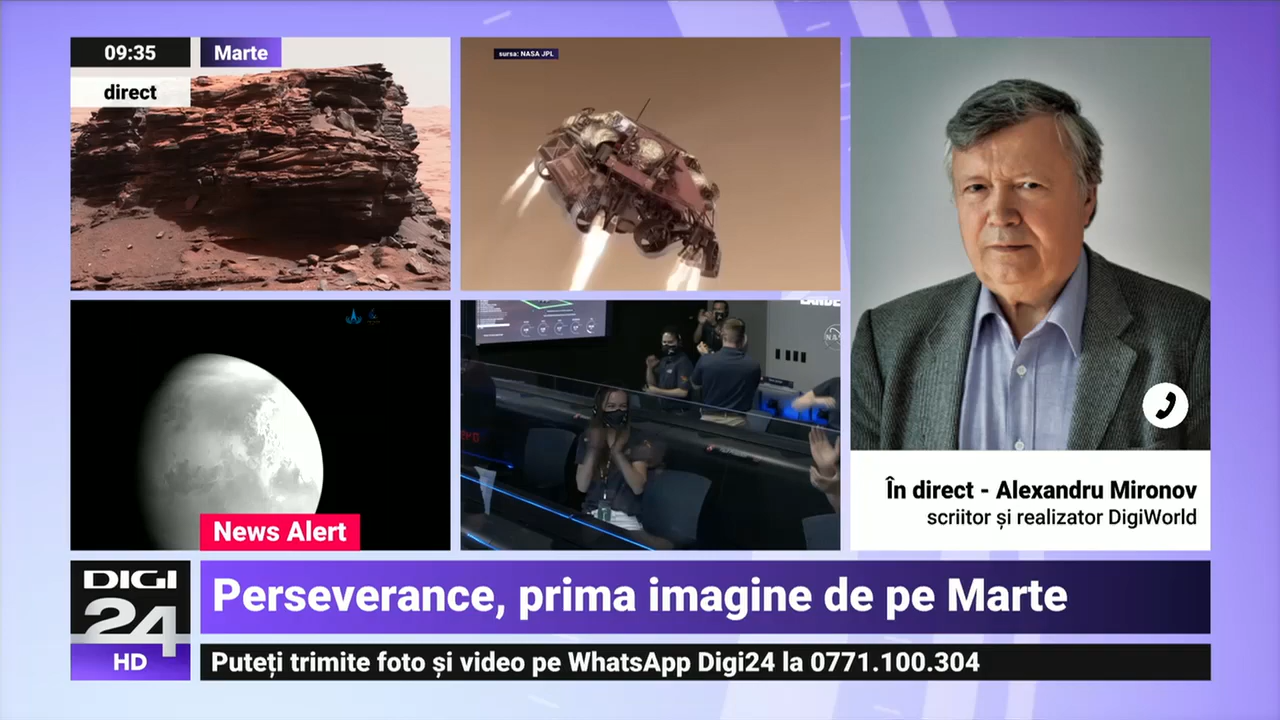 09:35
Marte
direct
sursa: NASA JPL
În direct - Alexandru Mironov
scriitor și realizator DigiWorld
News Alert
DIGI
24
HD
Perseverance, prima imagine de pe Marte
Puteți trimite foto și video pe WhatsApp Digi24 la 0771.100.304